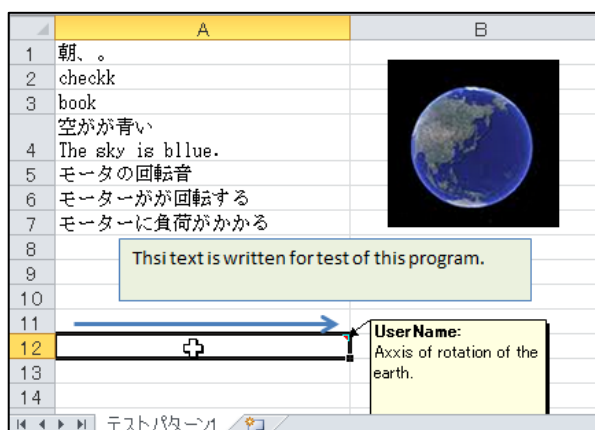 A B
1 朝、。
2 checkk
3 book
空がが青い
4 The sky is bllue.
5 モータの回転音
6 モーターがが回転する
7 モーターに負荷がかかる
8
Thsi text is written for test of this program.
9
10
11
UserName:
12
Axxis of rotation of the
13
earth.
14
テストパターン1